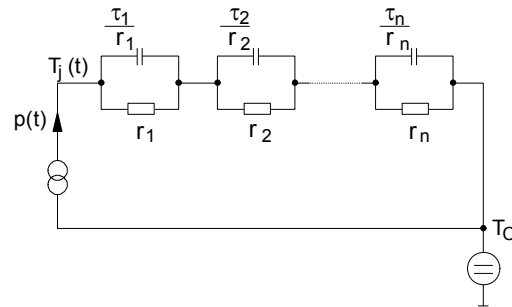 τ1 τ2 τn
r1 r2 rn
Tj (t)
r1 r2 rn
p(t)
TC